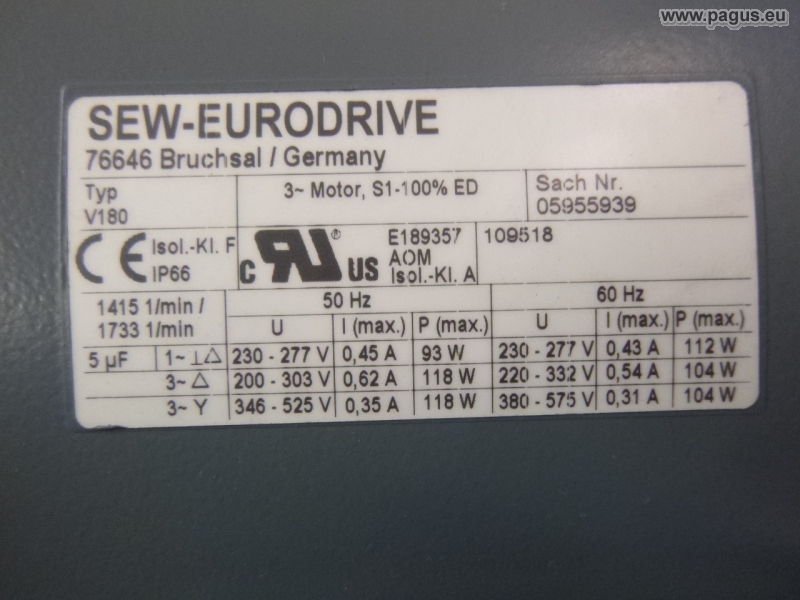 www.pagus.eu
SEW-EURODRIVE
76646 Bruchsal / Germany
Typ
V180
3~ Motor, S1-100% ED
Sach Nr.
05955939
CE
Isol.-Kl. F
IP66
c RU ® US
E189357
AOM
Isol.-Kl. A
109518
1415 1/min /
1733 1/min
50 Hz
60 Hz
U I (max.) P (max.) U I (max.) P (max.)
5 µF 1~ ⊥△ 230 - 277 V 0,45 A 93 W 230 - 277 V 0,43 A 112 W
3~ △ 200 - 303 V 0,62 A 118 W 220 - 332 V 0,54 A 104 W
3~ Y 346 - 525 V 0,35 A 118 W 380 - 575 V 0,31 A 104 W